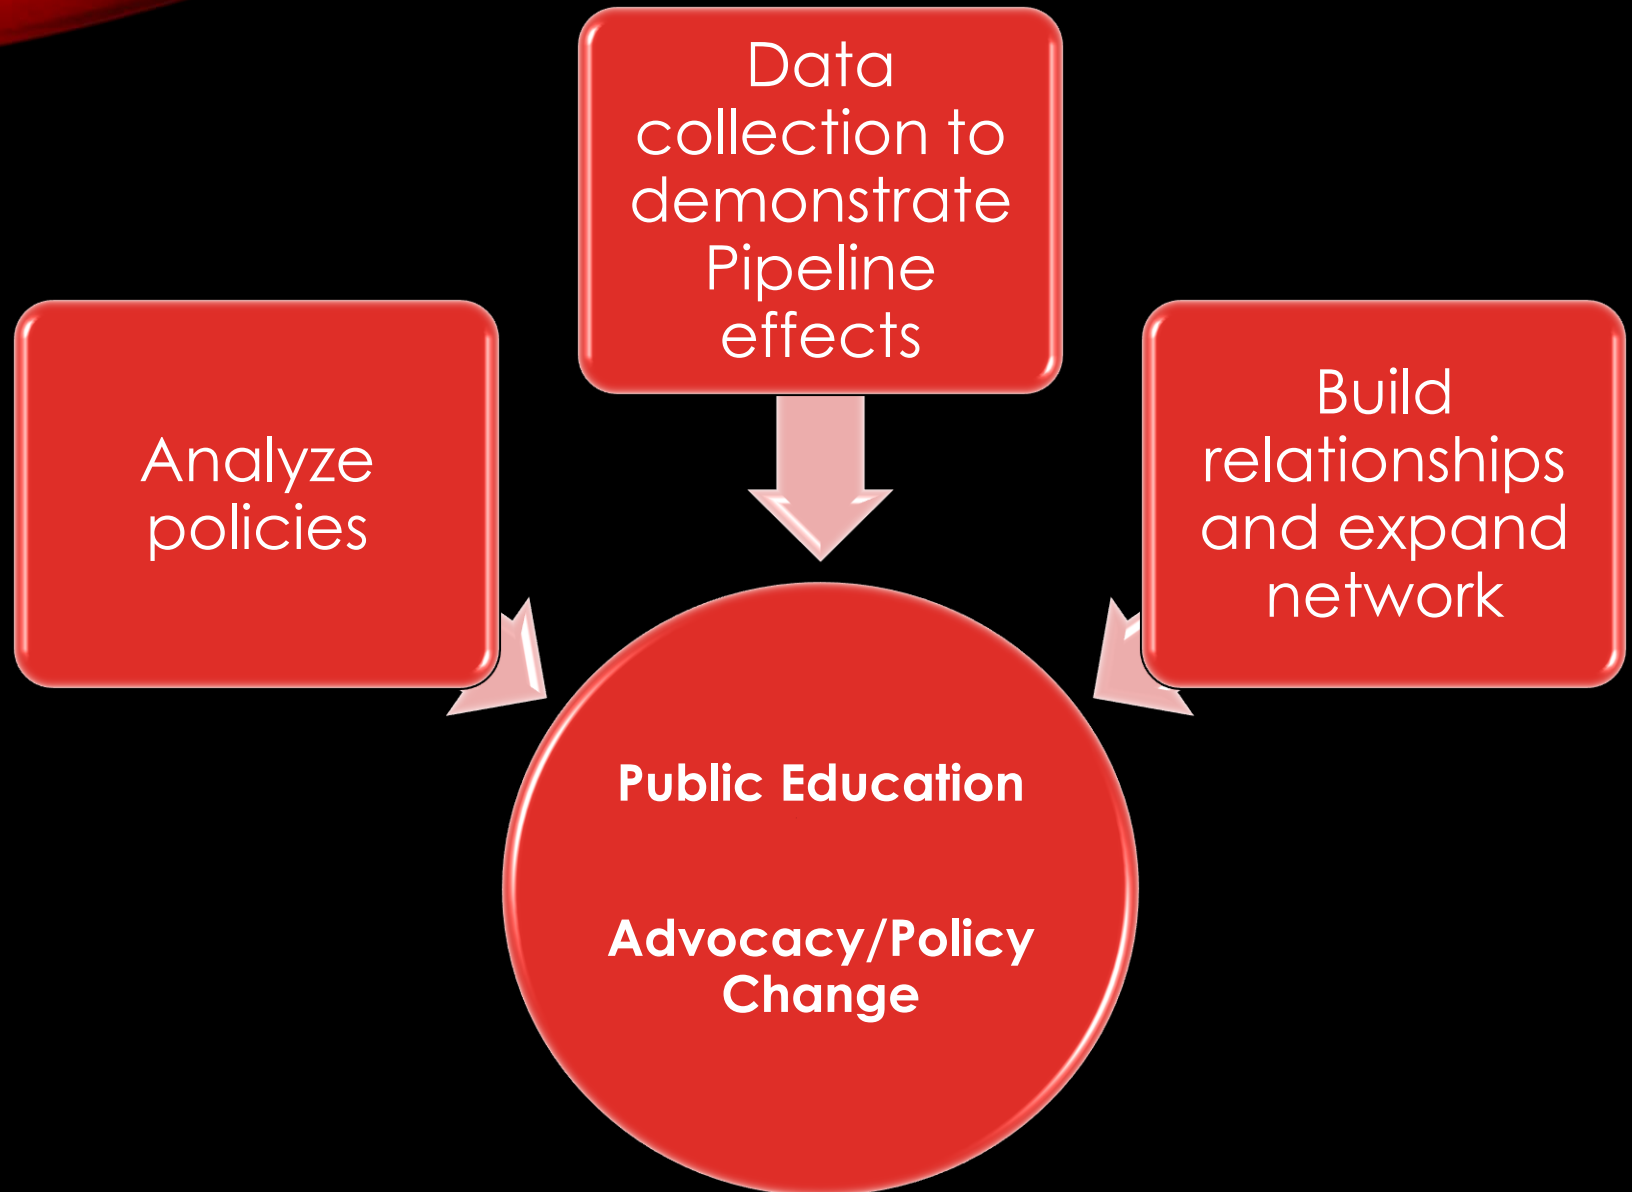 Data
collection to
demonstrate
Pipeline
effects
Analyze
policies
Build
relationships
and expand
network
Public Education
Advocacy/Policy
Change